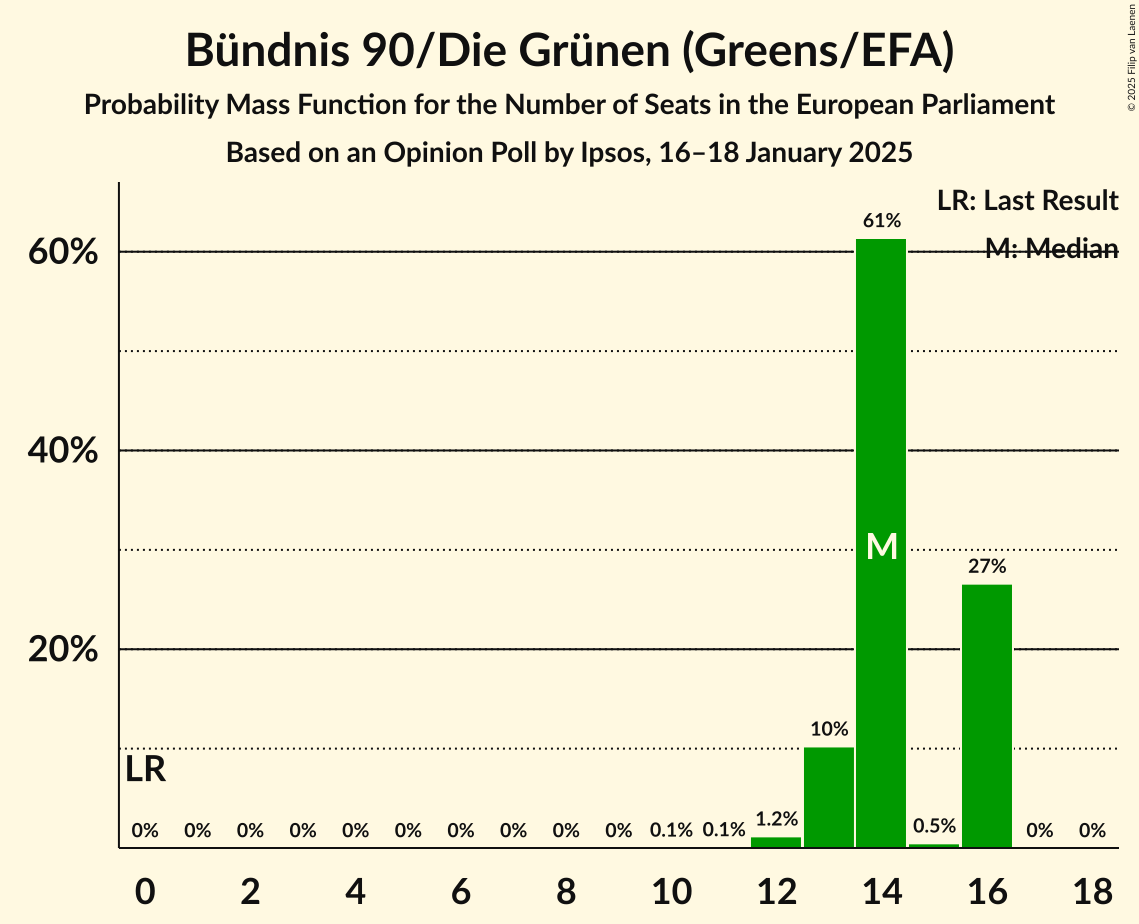 Bündnis 90/Die Grünen (Greens/EFA)
Probability Mass Function for the Number of Seats in the European Parliament
Based on an Opinion Poll by Ipsos, 16–18 January 2025
© 2025 Filip van Laenen
LR: Last Result
M: Median
60%
40%
20%
61%
M
27%
10%
LR
0% 0% 0% 0% 0% 0% 0% 0% 0% 0% 0.1% 0.1% 1.2% 0.5% 0% 0%
0 2 4 6 8 10 12 14 16 18